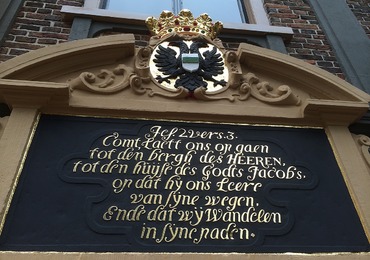 Jes 2 vers. 3.
Comt, Laett ons op gaen
tot den bergh des HEEREN,
tot den huyse des Godts Jacobs,
op dat hy ons Leere
van syne wegen,
Ende dat wy Wandelen
in syne paden.